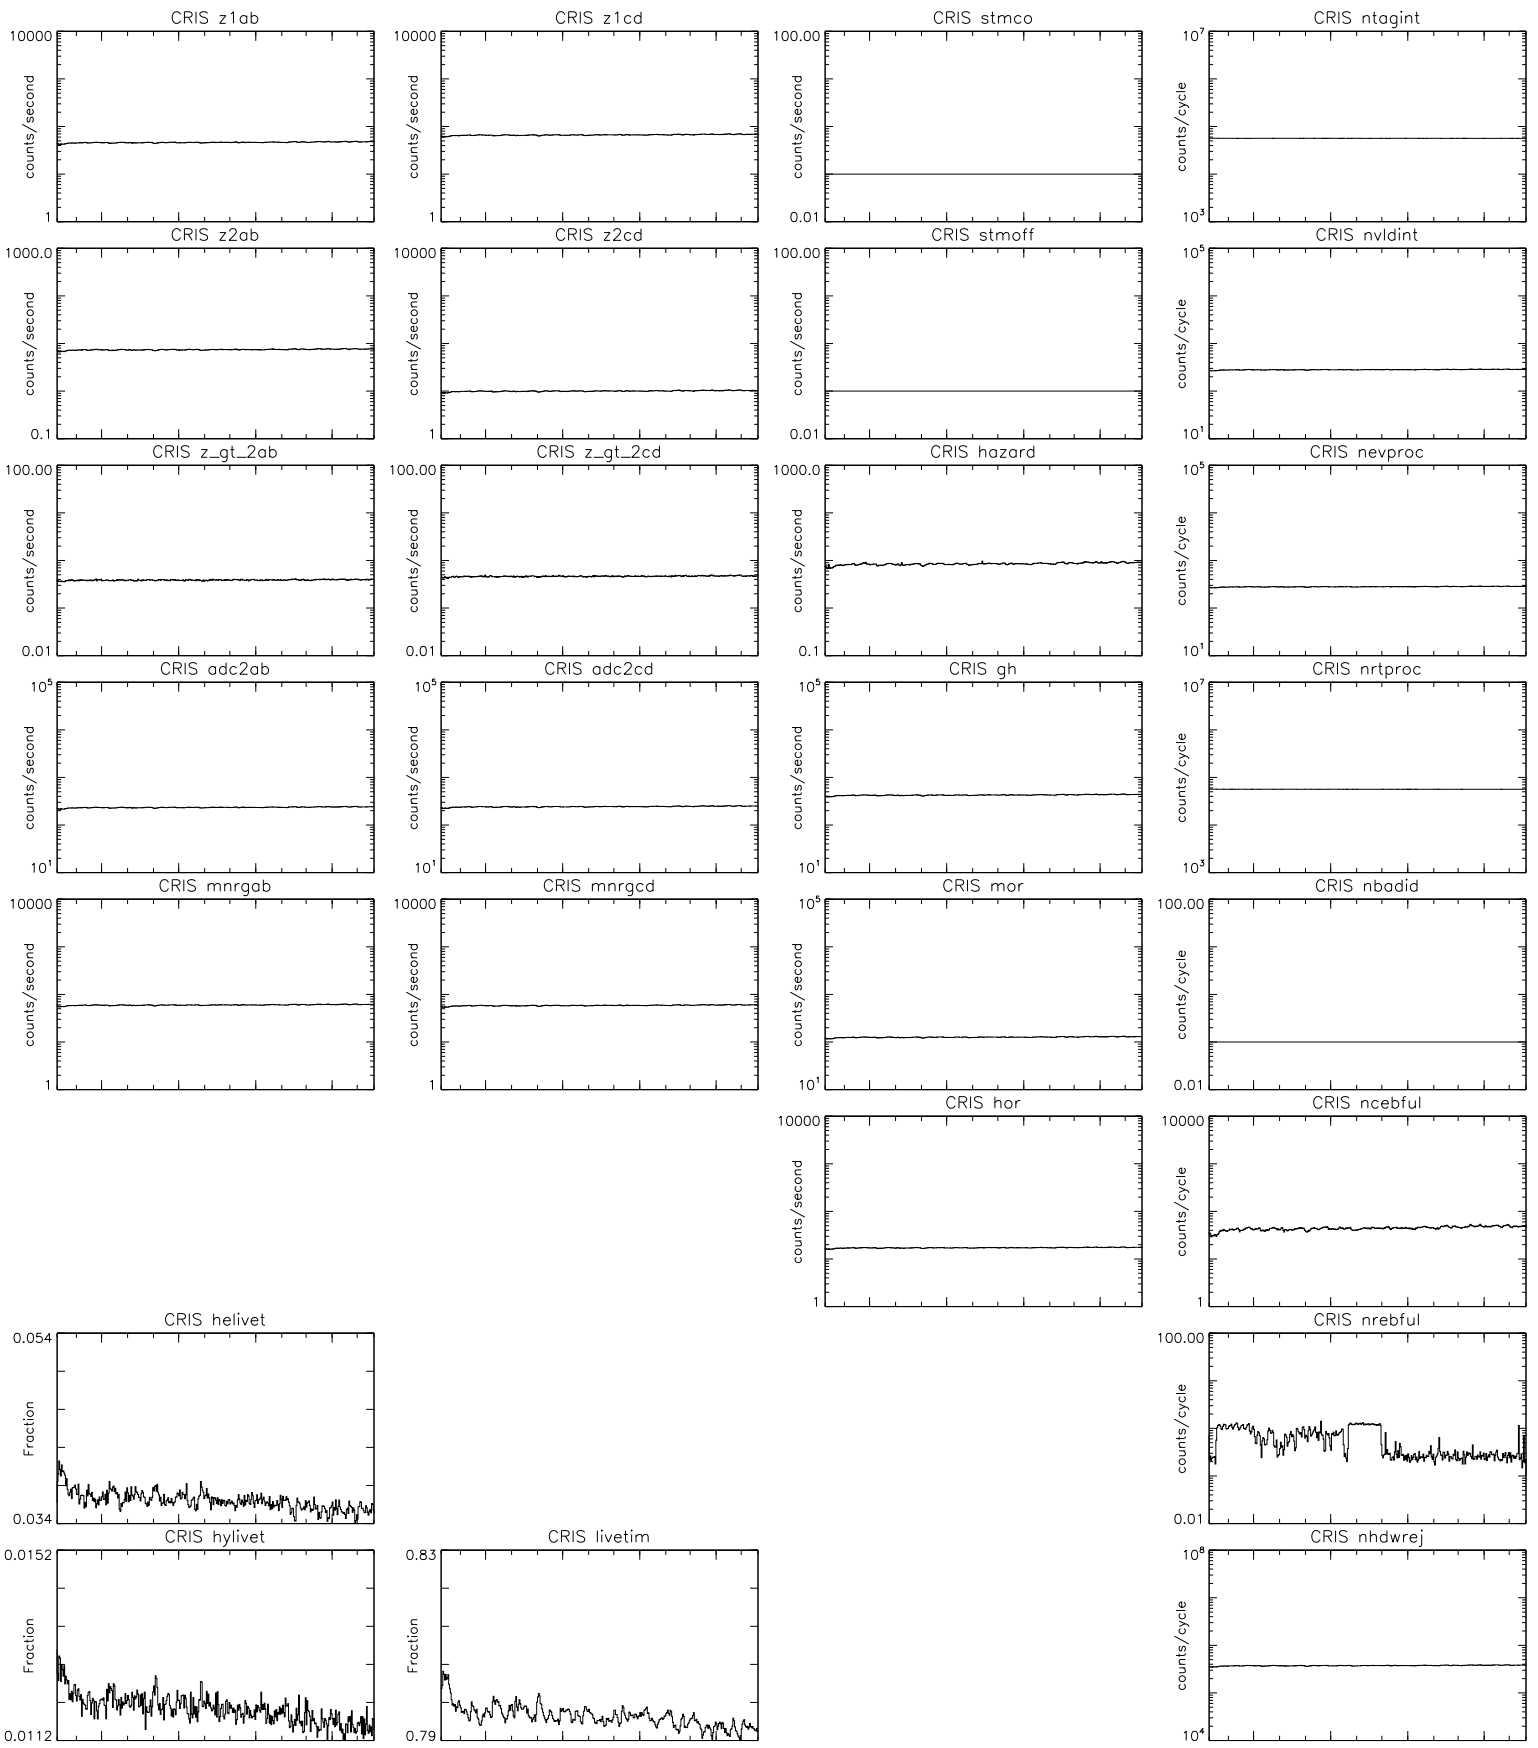 CRIS z1ab CRIS z1cd CRIS stmco CRIS ntagint
10000 10000 100.00 10⁷
counts/second counts/second counts/second counts/cycle
1 1 0.01 10³
CRIS z2ab CRIS z2cd CRIS stmoff CRIS nvldint
1000.0 10000 100.00 10⁵
counts/second counts/second counts/second counts/cycle
0.1 1 0.01 10¹
CRIS z_gt_2ab CRIS z_gt_2cd CRIS hazard CRIS nevproc
100.00 100.00 1000.0 10⁵
counts/second counts/second counts/second counts/cycle
0.01 0.01 0.1 10¹
CRIS adc2ab CRIS adc2cd CRIS gh CRIS nrtproc
10⁵ 10⁵ 10⁵ 10⁷
counts/second counts/second counts/second counts/cycle
10¹ 10¹ 10¹ 10³
CRIS mnrgab CRIS mnrgcd CRIS mor CRIS nbadid
10000 10000 10⁵ 100.00
counts/second counts/second counts/second counts/cycle
1 1 10¹ 0.01
CRIS hor CRIS ncebful
10000 10000
counts/second counts/cycle
1 1
CRIS helivet CRIS nrebful
0.054 100.00
Fraction counts/cycle
0.034 0.01
CRIS hylivet CRIS livetim CRIS nhdwrej
0.0152 0.83 10⁸
Fraction Fraction counts/cycle
0.0112 0.79 10⁴